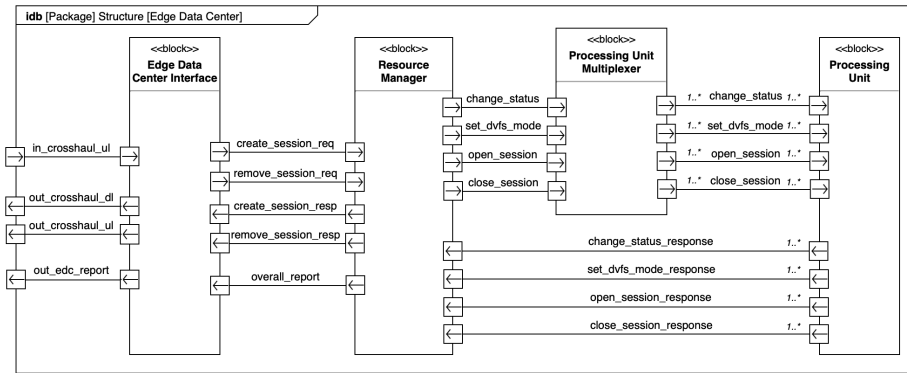 idb [Package] Structure [Edge Data Center]
<<block>>
Edge Data
Center Interface
<<block>>
Resource
Manager
<<block>>
Processing Unit
Multiplexer
<<block>>
Processing
Unit
in_crosshaul_ul
out_crosshaul_dl
out_crosshaul_ul
out_edc_report
create_session_req
remove_session_req
create_session_resp
remove_session_resp
overall_report
change_status
set_dvfs_mode
open_session
close_session
1..* change_status 1..*
1..* set_dvfs_mode 1..*
1..* open_session 1..*
1..* close_session 1..*
change_status_response 1..*
set_dvfs_mode_response 1..*
open_session_response 1..*
close_session_response 1..*